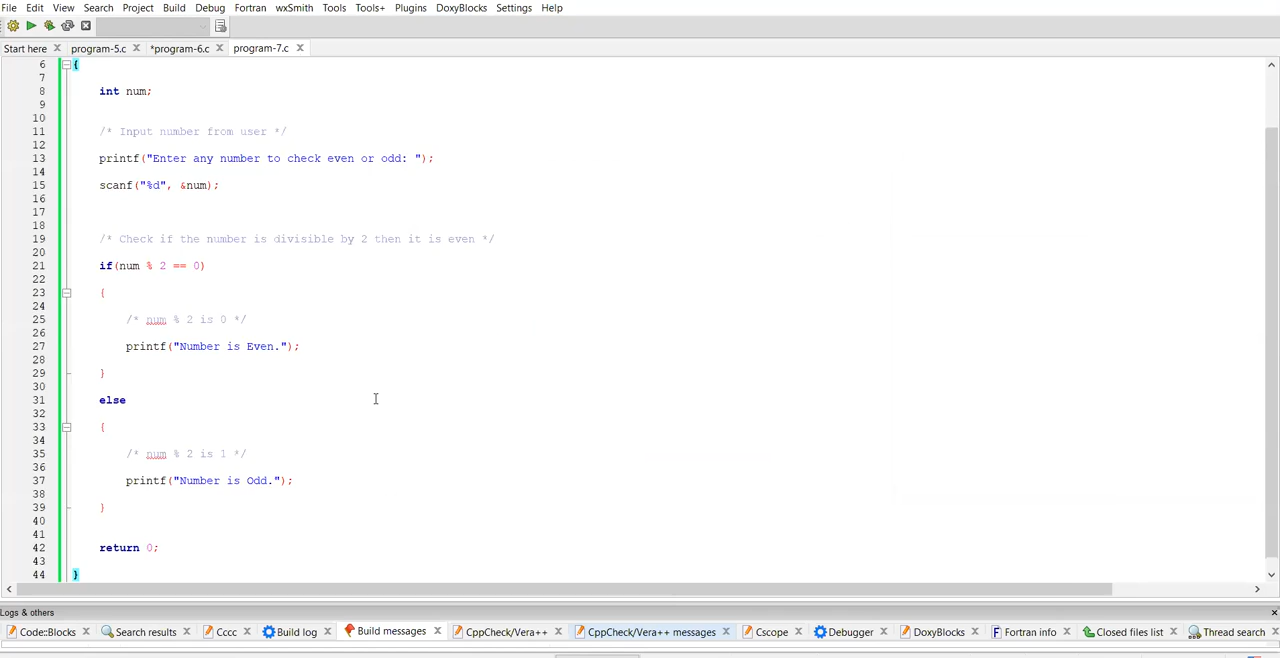 File Edit View Search Project Build Debug Fortran wxSmith Tools Tools+ Plugins DoxyBlocks Settings Help
Start here program-5.c *program-6.c program-7.c
6 {
7
8 int num;
9
10
11 /* Input number from user */
12
13 printf("Enter any number to check even or odd: ");
14
15 scanf("%d", &num);
16
17
18
19 /* Check if the number is divisible by 2 then it is even */
20
21 if(num % 2 == 0)
22
23 {
24
25 /* num % 2 is 0 */
26
27 printf("Number is Even.");
28
29 }
30
31 else
32
33 {
34
35 /* num % 2 is 1 */
36
37 printf("Number is Odd.");
38
39 }
40
41
42 return 0;
43
44 }
Logs & others
Code::Blocks Search results Cccc Build log Build messages CppCheck/Vera++ CppCheck/Vera++ messages Cscope Debugger DoxyBlocks Fortran info Closed files list Thread search